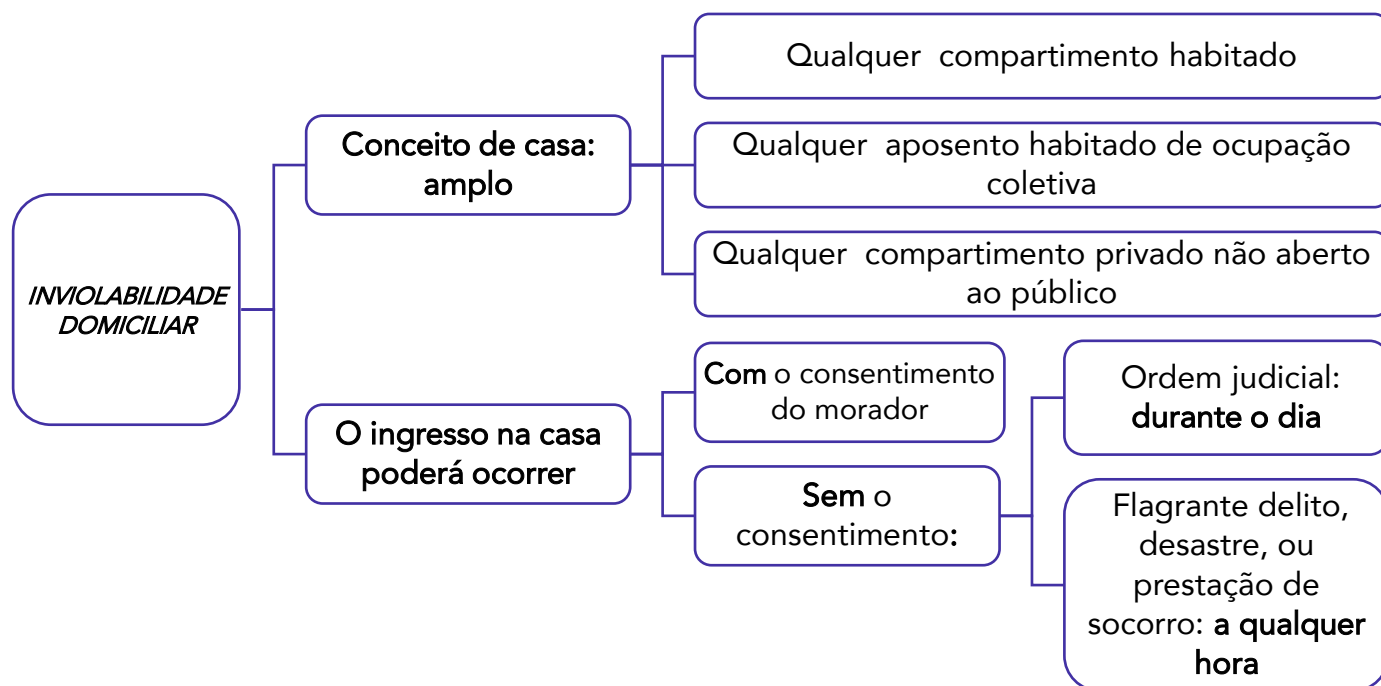 INVIOLABILIDADE
DOMICILIAR
Conceito de casa:
amplo
Qualquer compartimento habitado
Qualquer aposento habitado de ocupação
coletiva
Qualquer compartimento privado não aberto
ao público
O ingresso na casa
poderá ocorrer
Com o consentimento
do morador
Sem o
consentimento:
Ordem judicial:
durante o dia
Flagrante delito,
desastre, ou
prestação de
socorro: a qualquer
hora